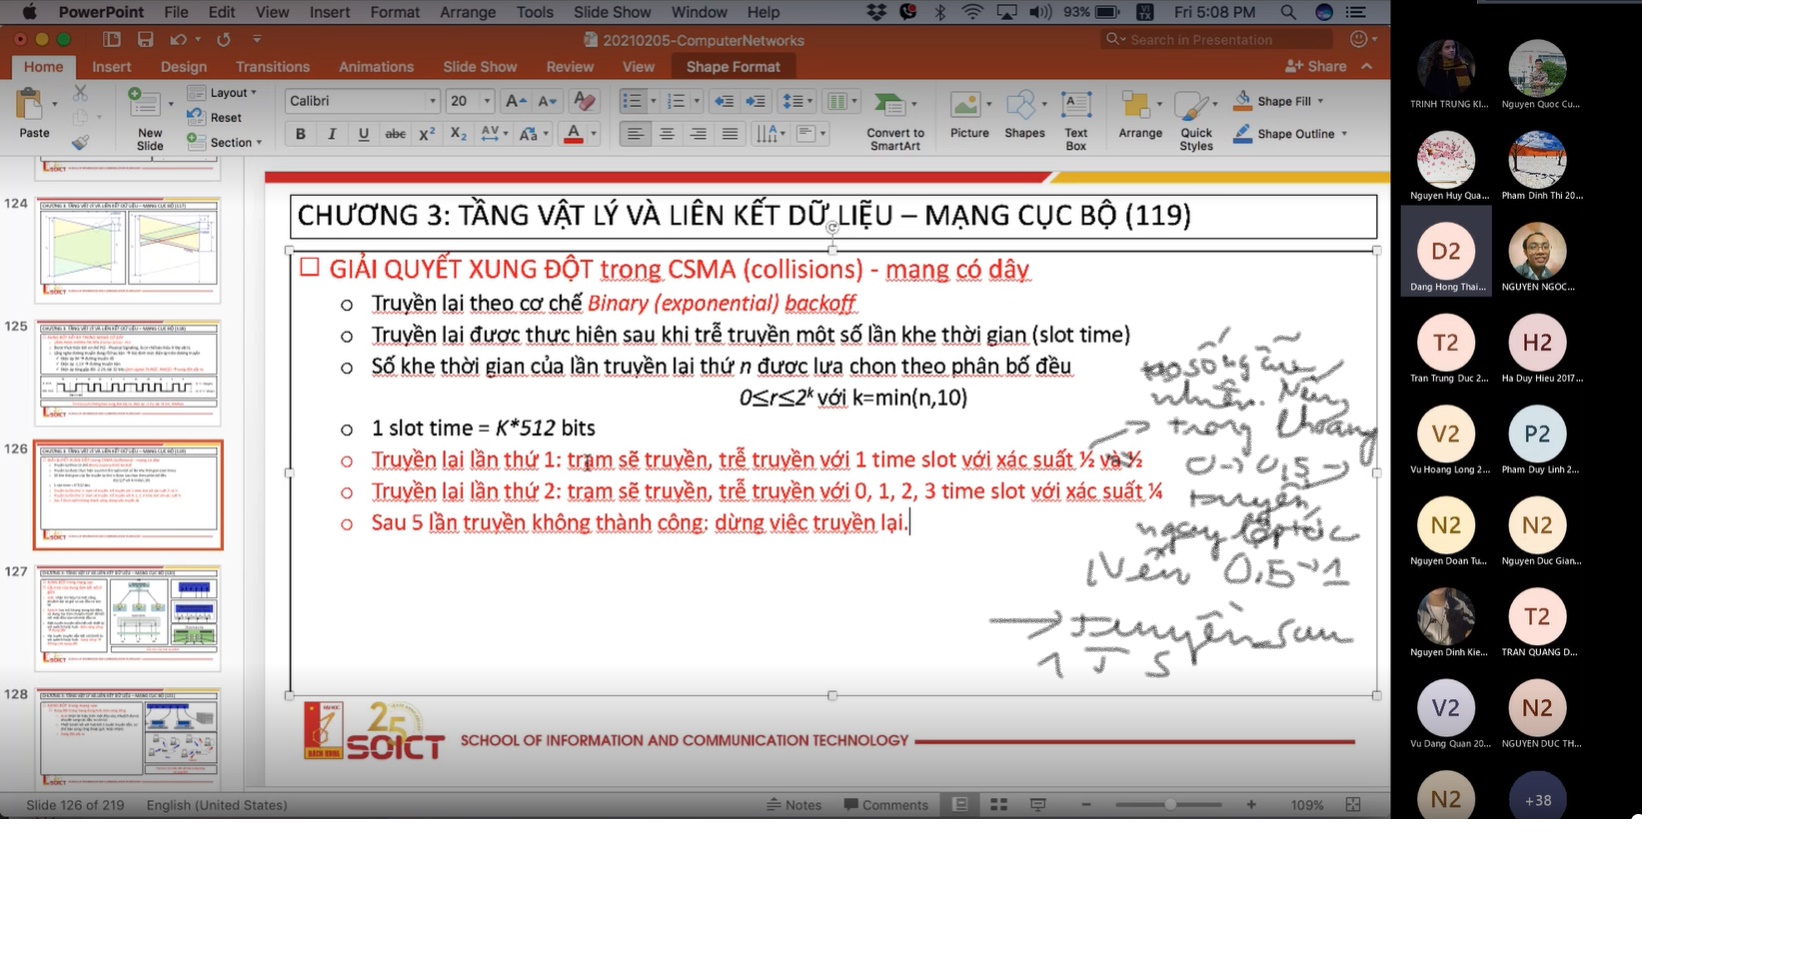 PowerPoint File Edit View Insert Format Arrange Tools Slide Show Window Help 93% Fri 5:08 PM
20210205-ComputerNetworks
Search in Presentation
Home Insert Design Transitions Animations Slide Show Review View Shape Format
Share
Paste
New Slide
Layout
Reset
Section
Calibri 20
B I U abc X² X₂ AV Aa A
Convert to SmartArt
Picture
Shapes
Text Box
Arrange
Quick Styles
Shape Fill
Shape Outline
124
125
126
127
128
CHƯƠNG 3: TẦNG VẬT LÝ VÀ LIÊN KẾT DỮ LIỆU – MẠNG CỤC BỘ (119)
GIẢI QUYẾT XUNG ĐỘT trong CSMA (collisions) - mạng có dây
Truyền lại theo cơ chế Binary (exponential) backoff
Truyền lại được thực hiện sau khi trễ truyền một số lần khe thời gian (slot time)
Số khe thời gian của lần truyền lại thứ n được lựa chọn theo phân bố đều
0≤r≤2ᵏ với k=min(n,10)
1 slot time = K*512 bits
Truyền lại lần thứ 1: trạm sẽ truyền, trễ truyền với 1 time slot với xác suất ½ và ½
Truyền lại lần thứ 2: trạm sẽ truyền, trễ truyền với 0, 1, 2, 3 time slot với xác suất ¼
Sau 5 lần truyền không thành công: dừng việc truyền lại.
số ngẫu
nhiên. Nếu
→ trong khoảng
0→0,5→
truyền
ngay lập tức
Nếu 0.5→1
→ truyền sau
1 T S
ĐẠI HỌC
BÁCH KHOA
25
SOICT
SCHOOL OF INFORMATION AND COMMUNICATION TECHNOLOGY
Slide 126 of 219 English (United States)
Notes Comments 109%
TRINH TRUNG KI...
Nguyen Quoc Cu...
Nguyen Huy Qua...
Pham Dinh Thi 20...
D2
Dang Hong Thai...
NGUYEN NGOC...
T2
Tran Trung Duc 2...
H2
Ha Duy Hieu 2017...
V2
Vu Hoang Long 2...
P2
Pham Duy Linh 2...
N2
Nguyen Doan Tu...
N2
Nguyen Duc Gian...
Nguyen Dinh Kie...
T2
TRAN QUANG D...
V2
Vu Dang Quan 20...
N2
NGUYEN DUC TH...
N2
+38